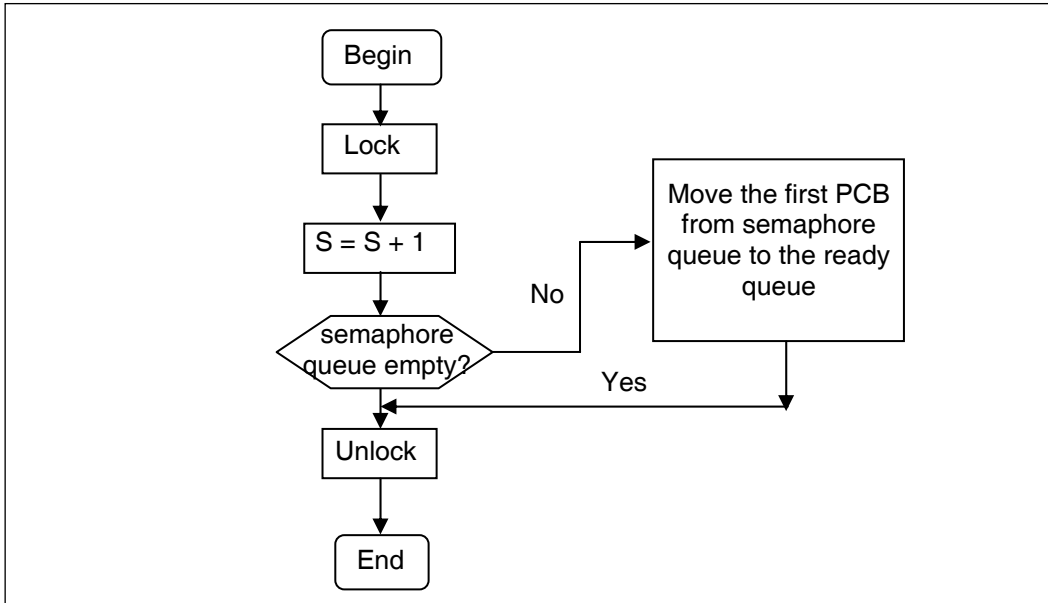 Begin
Lock
S = S + 1
semaphore
queue empty?
No
Move the first PCB
from semaphore
queue to the ready
queue
Yes
Unlock
End